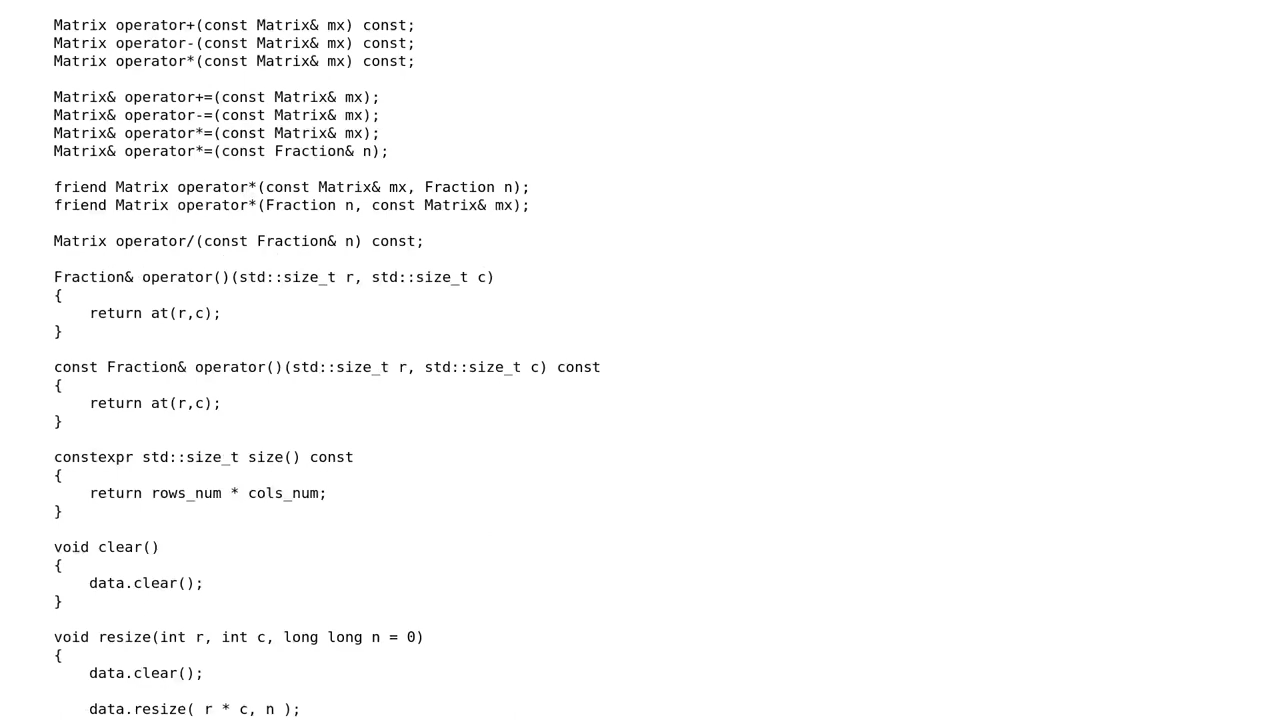 Matrix operator+(const Matrix& mx) const;
Matrix operator-(const Matrix& mx) const;
Matrix operator*(const Matrix& mx) const;

Matrix& operator+=(const Matrix& mx);
Matrix& operator-=(const Matrix& mx);
Matrix& operator*=(const Matrix& mx);
Matrix& operator*=(const Fraction& n);

friend Matrix operator*(const Matrix& mx, Fraction n);
friend Matrix operator*(Fraction n, const Matrix& mx);

Matrix operator/(const Fraction& n) const;

Fraction& operator()(std::size_t r, std::size_t c)
{
    return at(r,c);
}

const Fraction& operator()(std::size_t r, std::size_t c) const
{
    return at(r,c);
}

constexpr std::size_t size() const
{
    return rows_num * cols_num;
}

void clear()
{
    data.clear();
}

void resize(int r, int c, long long n = 0)
{
    data.clear();

    data.resize( r * c, n );